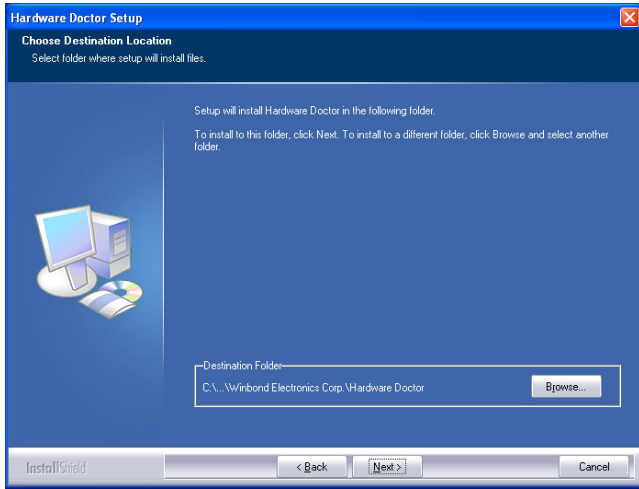 Hardware Doctor Setup
Choose Destination Location
Select folder where setup will install files.
Setup will install Hardware Doctor in the following folder.
To install to this folder, click Next. To install to a different folder, click Browse and select another
folder.
Destination Folder
C:\...\Winbond Electronics Corp.\Hardware Doctor
Browse...
InstallShield
< Back
Next >
Cancel